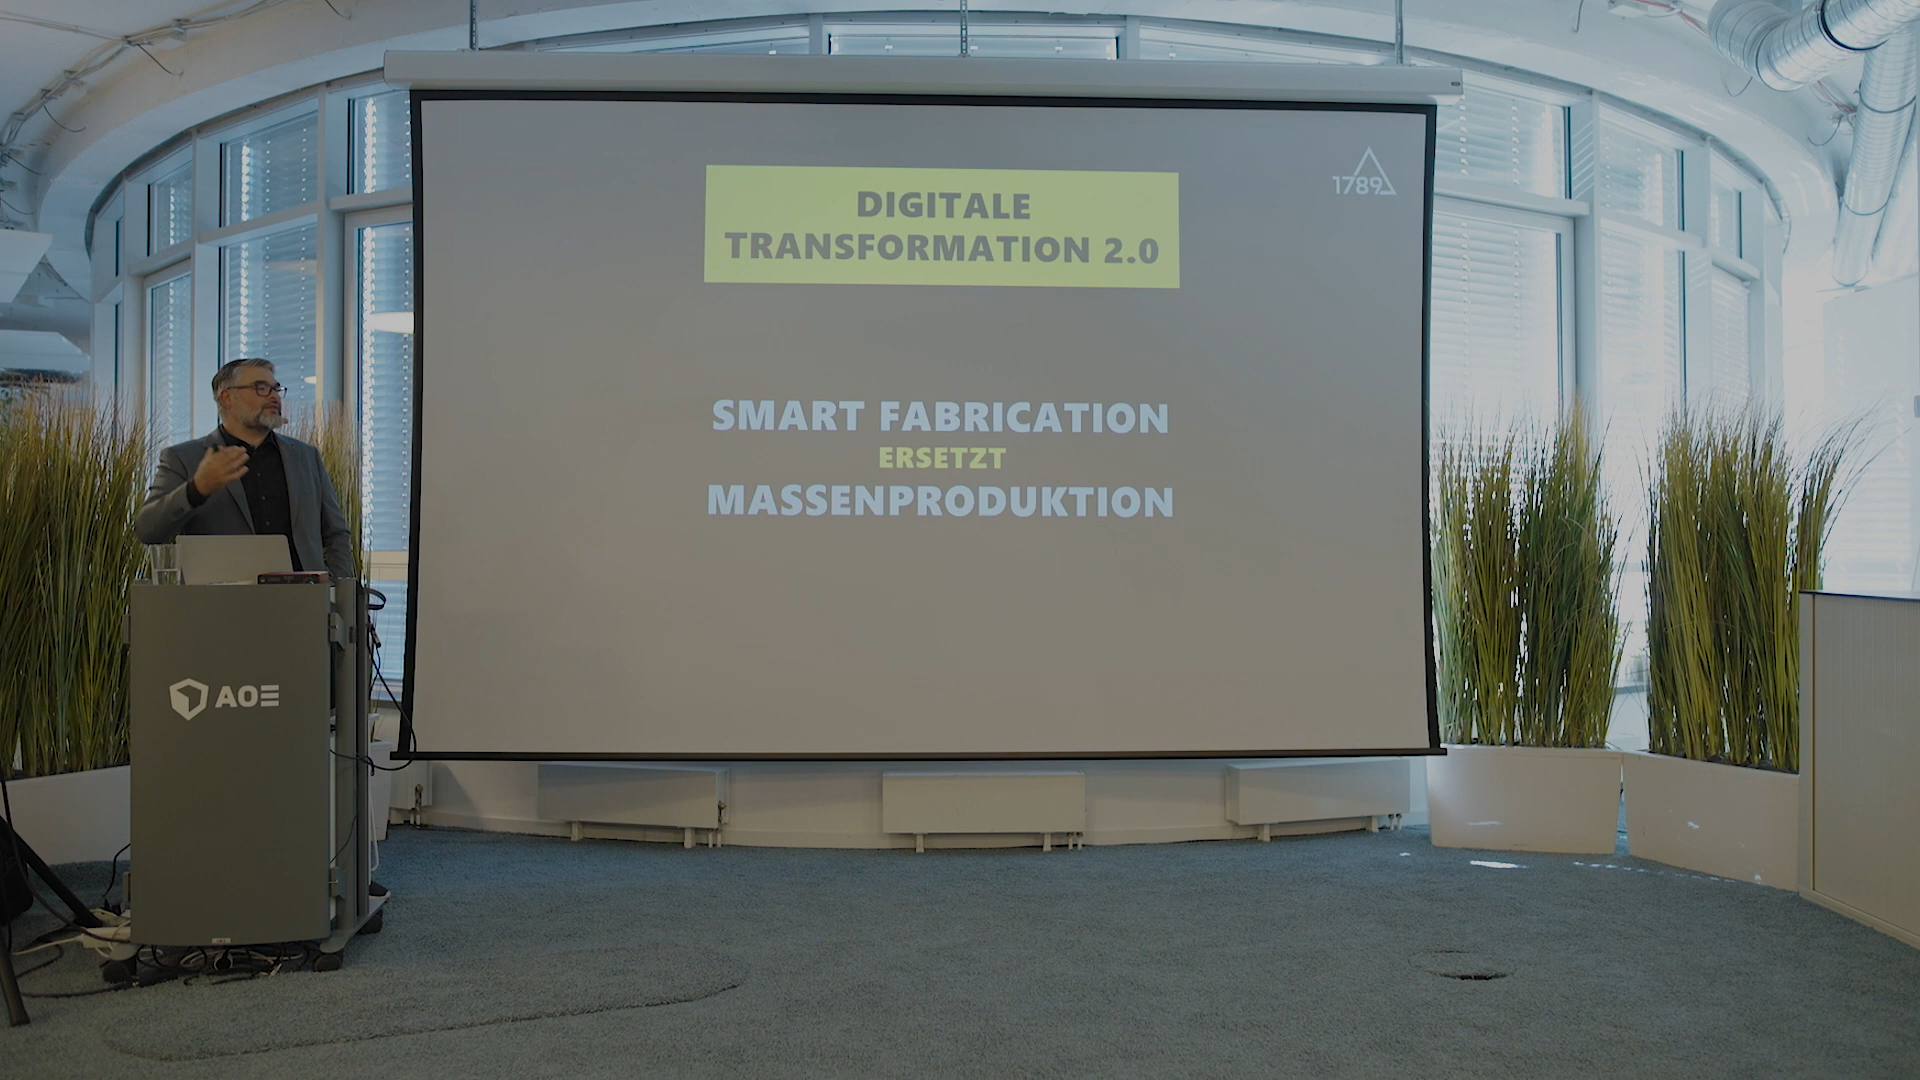 DIGITALE
TRANSFORMATION 2.0
1789
SMART FABRICATION
ERSETZT
MASSENPRODUKTION
AOE